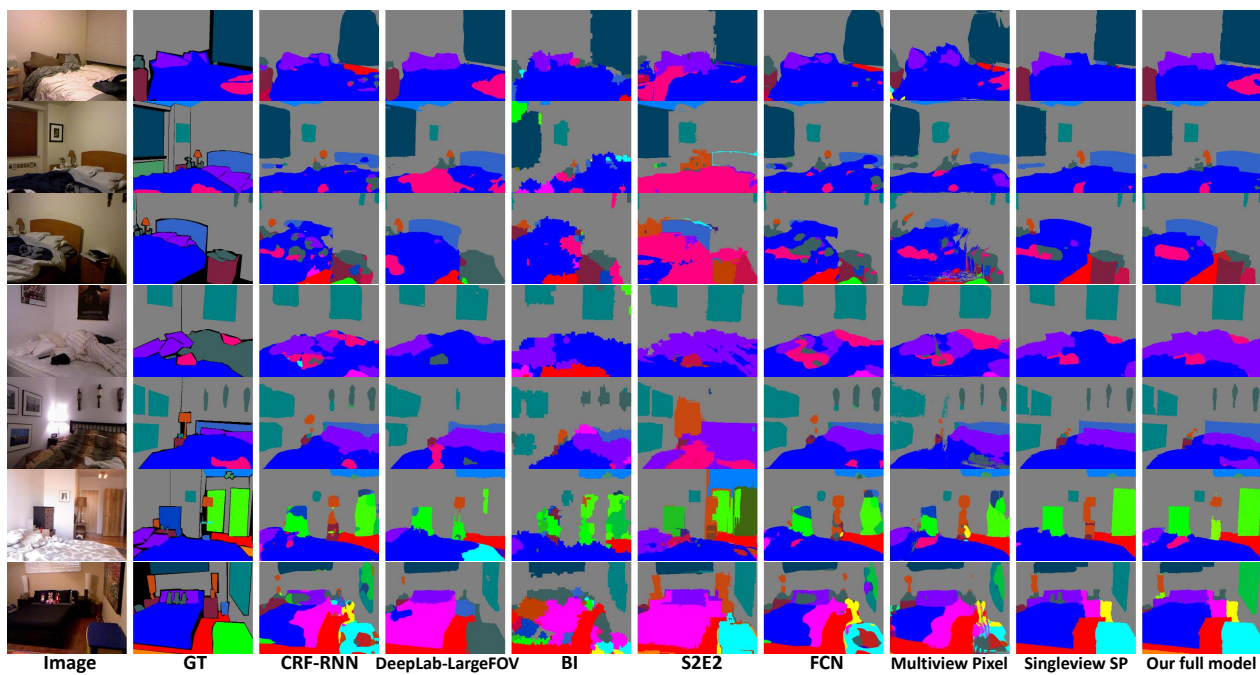 Image GT CRF-RNN DeepLab-LargeFOV BI S2E2 FCN Multiview Pixel Singleview SP Our full model